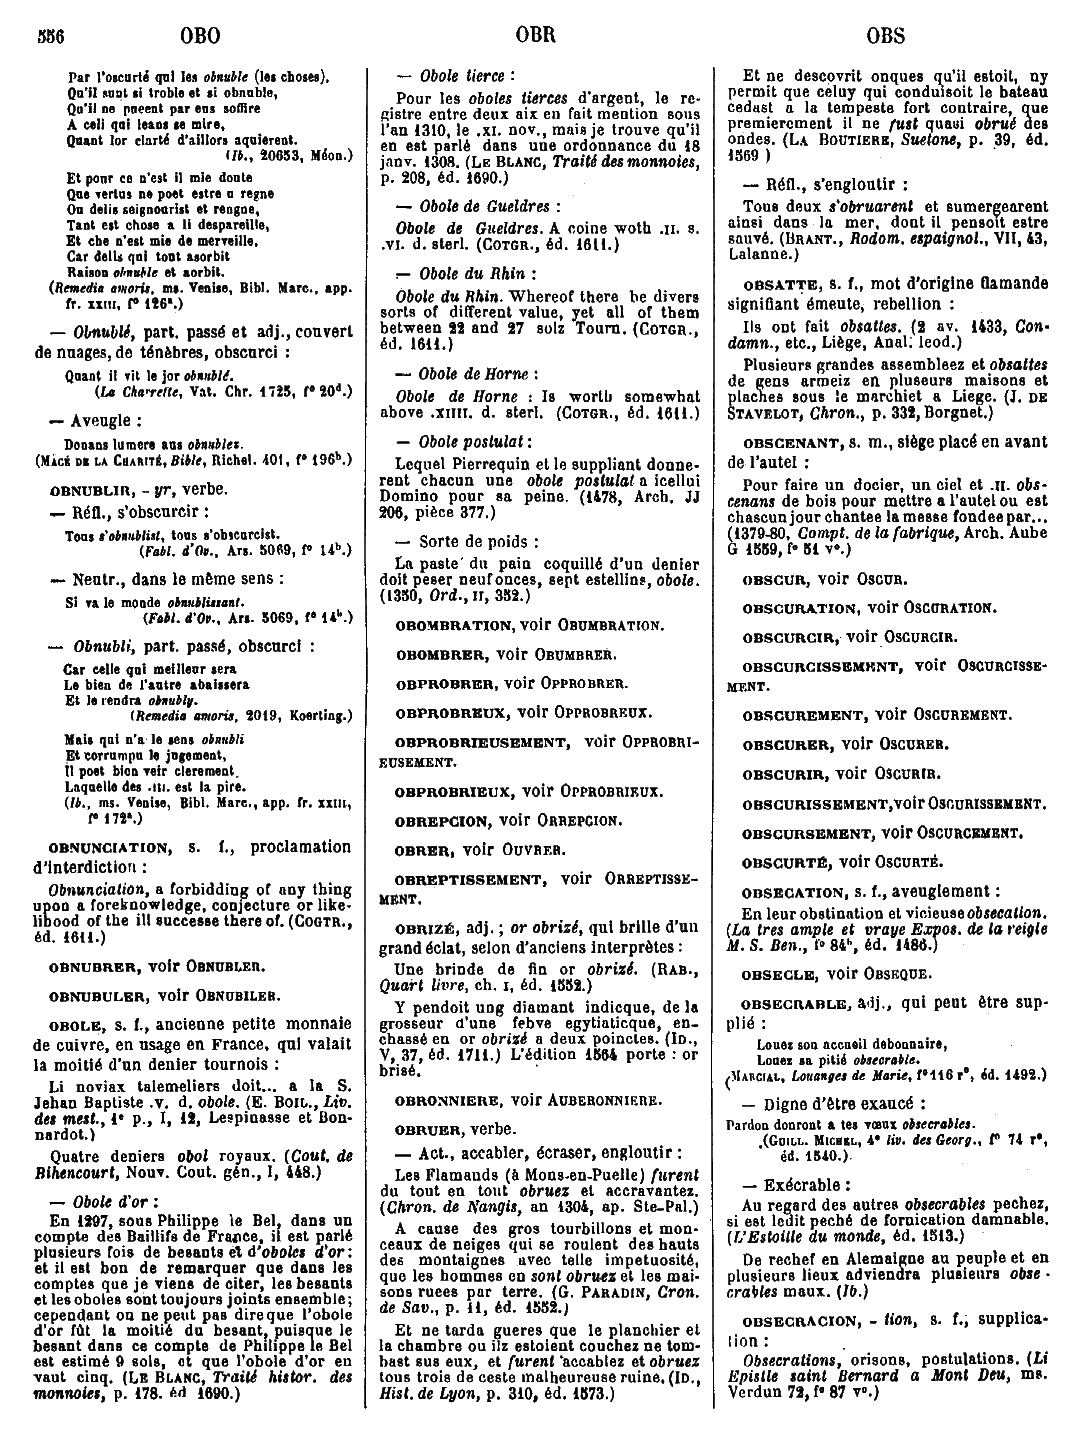 556 OBO OBR OBS
Par l'oscurté qui les obnuble (les choses),
Qu'il sunt si troble et si obnuble,
Qu'il ne pueent par eus soffire
A celi qui leans se mire,
Quant lor clarté d'aillors aquierent.
(Ib., 20653, Méon.)
Et pour ce n'est il mie doute
Que vertus ne poet estre o regne
Ou delis seignourist et rengne,
Tant est chose a li despareille,
Et che n'est mie de merveille,
Car delis qui tout asorbit
Raison obnuble et aorbit.
(Remedia amoris, ms. Venise, Bibl. Marc., app.
fr. XXIII, f° 126ª.)
— Obnublé, part. passé et adj., couvert
de nuages, de ténèbres, obscurci :
Quant il vit le jor obnublé.
(La Charrette, Vat. Chr. 1725, f° 20ᵈ.)
— Aveugle :
Donans lumere aus obnublez.
(MACÉ DE LA CHARITÉ, Bible, Richel. 401, f° 196ᵇ.)
OBNUBLIR, - yr, verbe.
— Réfl., s'obscurcir :
Tous s'obnublist, tous s'obscurcist.
(Fabl. d'Ov., Ars. 5069, f° 14ᵇ.)
— Neutr., dans le même sens :
Si va le monde obnublissant.
(Fabl. d'Ov., Ars. 5069, f° 14ᵇ.)
— Obnubli, part. passé, obscurci :
Car celle qui meilleur sera
Le bien de l'autre abaissera
Et le rendra obnubly.
(Remedia amoris, 2019, Koerting.)
Mais qui n'a le sens obnubli
Et corrumpu le jugement,
Il poet bien veir clerement
Laquelle des .III. est la pire.
(Ib., ms. Venise, Bibl. Marc., app. fr. XXIII,
f° 172ª.)
OBNUNCIATION, s. f., proclamation
d'interdiction :
Obnunciation, a forbidding of any thing
upon a foreknowledge, conjecture or like-
lihood of the ill successe there of. (COGTR.,
éd. 1611.)
OBNUBRER, voir OBNUBLER.
OBNUBULER, voir OBNUBILER.
OBOLE, s. f., ancienne petite monnaie
de cuivre, en usage en France, qui valait
la moitié d'un denier tournois :
Li noviax talemeliers doit... a la S.
Jehan Baptiste .v. d. obole. (E. BOIL., Liv.
des mest., 1ᵉ p., I, 12, Lespinasse et Bon-
nardot.)
Quatre deniers obol royaux. (Cout. de
Bihencourt, Nouv. Cout. gén., I, 448.)
— Obole d'or :
En 1297, sous Philippe le Bel, dans un
compte des Baillifs de France, il est parlé
plusieurs fois de besants et d'oboles d'or :
et il est bon de remarquer que dans les
comptes que je viens de citer, les besants
et les oboles sont toujours joints ensemble;
cependant on ne peut pas dire que l'obole
d'or fût la moitié du besant, puisque le
besant dans ce compte de Philippe le Bel
est estimé 9 sols, et que l'obole d'or en
vaut cinq. (LE BLANC, Traité histor. des
monnoies, p. 178. éd 1690.)
— Obole tierce :
Pour les oboles tierces d'argent, le re-
gistre entre deux aix en fait mention sous
l'an 1310, le .XI. nov., mais je trouve qu'il
en est parlé dans une ordonnance du 18
janv. 1308. (LE BLANC, Traité des monnoies,
p. 208, éd. 1690.)
— Obole de Gueldres :
Obole de Gueldres. A coine woth .II. s.
.VI. d. sterl. (COTGR., éd. 1611.)
— Obole du Rhin :
Obole du Rhin. Whereof there be divers
sorts of different value, yet all of them
between 22 and 27 solz Tourn. (COTGR.,
éd. 1611.)
— Obole de Horne :
Obole de Horne : Is worth somewhat
above .XIIII. d. sterl. (COTGR., éd. 1611.)
— Obole postulat :
Lequel Pierrequin et le suppliant donne-
rent chacun une obole postulat a icellui
Domino pour sa peine. (1478, Arch. JJ
206, pièce 377.)
— Sorte de poids :
La paste du pain coquillé d'un denier
doit peser neuf onces, sept estellins, obole.
(1350, Ord., II, 352.)
OBOMBRATION, voir OBUMBRATION.
OBOMBRER, voir OBUMBRER.
OBPROBRER, voir OPPROBRER.
OBPROBREUX, voir OPPROBREUX.
OBPROBRIEUSEMENT, voir OPPROBRI-
EUSEMENT.
OBPROBRIEUX, voir OPPROBRIEUX.
OBREPCION, voir ORREPCION.
OBRER, voir OUVRER.
OBREPTISSEMENT, voir ORREPTISSE-
MENT.
OBRIZÉ, adj. ; or obrizé, qui brille d'un
grand éclat, selon d'anciens interprètes :
Une brinde de fin or obrizé. (RAB.,
Quart livre, ch. I, éd. 1552.)
Y pendoit ung diamant indicque, de la
grosseur d'une febve egytiaticque, en-
chassé en or obrizé a deux poinctes. (ID.,
V, 37, éd. 1711.) L'édition 1564 porte : or
brisé.
OBRONNIERE, voir AUBERONNIERE.
OBRUER, verbe.
— Act., accabler, écraser, engloutir :
Les Flamands (à Mons-en-Puelle) furent
du tout en tout obruez et accravantez.
(Chron. de Nangis, an 1304, ap. Ste-Pal.)
A cause des gros tourbillons et mon-
ceaux de neiges qui se roulent des hauts
des montaignes avec telle impetuosité,
que les hommes en sont obruez et les mai-
sons ruees par terre. (G. PARADIN, Cron.
de Sav., p. 11, éd. 1552.)
Et ne tarda gueres que le planchier et
la chambre ou ilz estoient couchez ne tom-
bast sus eux, et furent accablez et obruez
tous trois de ceste malheureuse ruine. (ID.,
Hist. de Lyon, p. 310, éd. 1573.)
Et ne descovrit onques qu'il estoit, ny
permit que celuy qui conduisoit le bateau
cedast a la tempeste fort contraire, que
premierement il ne fust quasi obrué des
ondes. (LA BOUTIERE, Suetone, p. 39, éd.
1569 )
— Réfl., s'engloutir :
Tous deux s'obruarent et sumergearent
ainsi dans la mer, dont il pensoit estre
sauvé. (BRANT., Rodom. espaignol., VII, 43,
Lalanne.)
OBSATTE, s. f., mot d'origine flamande
signifiant émeute, rebellion :
Ils ont fait obsattes. (2 av. 1433, Con-
damn., etc., Liège, Anal. leod.)
Plusieurs grandes assembleez et obsattes
de gens armeiz en pluseurs maisons et
plaches sous le marchiet a Liege. (J. DE
STAVELOT, Chron., p. 332, Borgnet.)
OBSCENANT, s. m., siège placé en avant
de l'autel :
Pour faire un docier, un ciel et .II. obs-
cenans de bois pour mettre a l'autel ou est
chascun jour chantee la messe fondee par...
(1379-80, Compt. de la fabrique, Arch. Aube
G 1559, f° 51 v°.)
OBSCUR, voir OSCUR.
OBSCURATION, voir OSCURATION.
OBSCURCIR, voir OSCURCIR.
OBSCURCISSEMENT, voir OSCURCISSE-
MENT.
OBSCUREMENT, voir OSCUREMENT.
OBSCURER, voir OSCURER.
OBSCURIR, voir OSCURIR.
OBSCURISSEMENT, voir OSCURISSEMENT.
OBSCURSEMENT, voir OSCURCEMENT.
OBSCURTÉ, voir OSCURTÉ.
OBSECATION, s. f., aveuglement :
En leur obstination et vicieuse obsecation.
(La tres ample et vraye Expos. de la reigle
M. S. Ben., f° 84ᵇ, éd. 1486.)
OBSECLE, voir OBSEQUE.
OBSECRABLE, adj., qui peut être sup-
plié :
Louez son accueil debonnaire,
Louez sa pitié obsecrable.
(MARCIAL, Louanges de Marie, f° 116 r°, éd. 1492.)
— Digne d'être exaucé :
Pardon donront a tes vœux obsecrables.
(GUILL. MICHEL, 4ᵉ liv. des Georg., f° 74 r°,
éd. 1540.)
— Exécrable :
Au regard des autres obsecrables pechez,
si est ledit peché de fornication damnable.
(L'Estoille du monde, éd. 1513.)
De rechef en Alemaigne au peuple et en
plusieurs lieux adviendra plusieurs obse-
crables maux. (Ib.)
OBSECRACION, - tion, s. f., supplica-
tion :
Obsecrations, orisons, postulations. (Li
Epistle saint Bernard a Mont Deu, ms.
Verdun 72, f° 87 v°.)